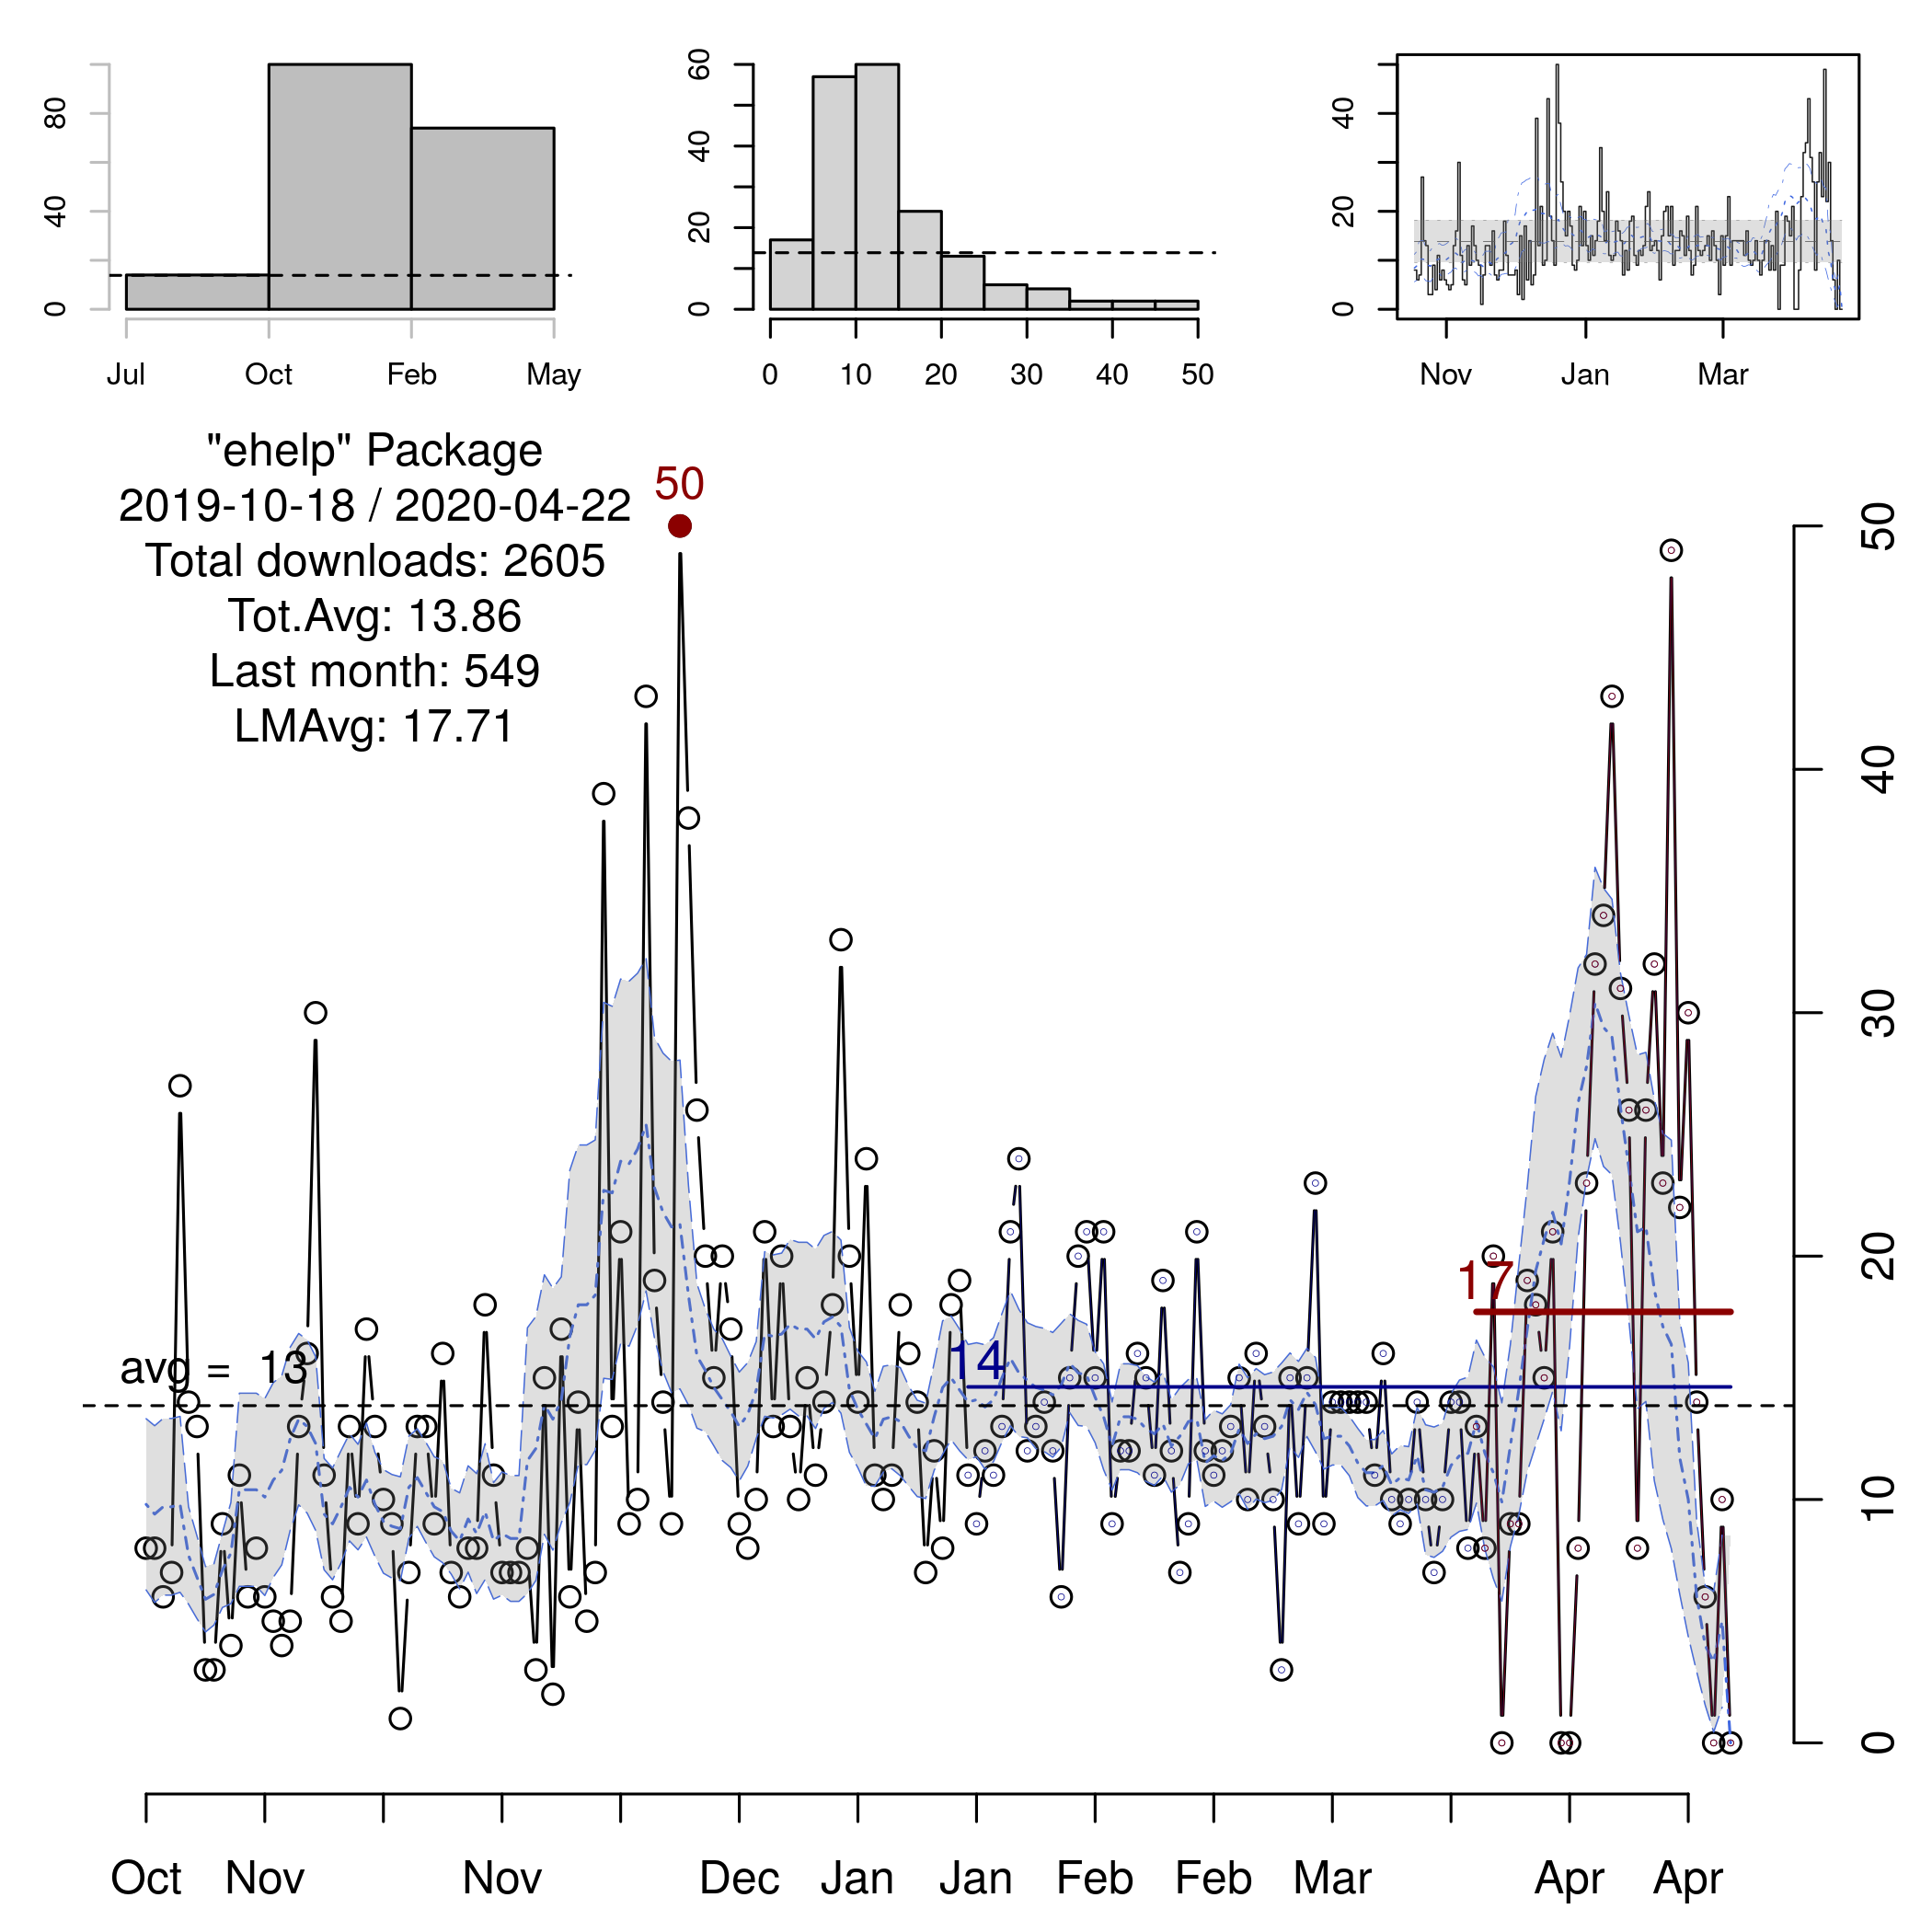 80
40
0
Jul Oct Feb May
60
40
20
0
0 10 20 30 40 50
40
20
0
Nov Jan Mar
"ehelp" Package
2019-10-18 / 2020-04-22
Total downloads: 2605
Tot.Avg: 13.86
Last month: 549
LMAvg: 17.71
50
avg = 13
14
17
50
40
30
20
10
0
Oct Nov Nov Dec Jan Jan Feb Feb Mar Apr Apr